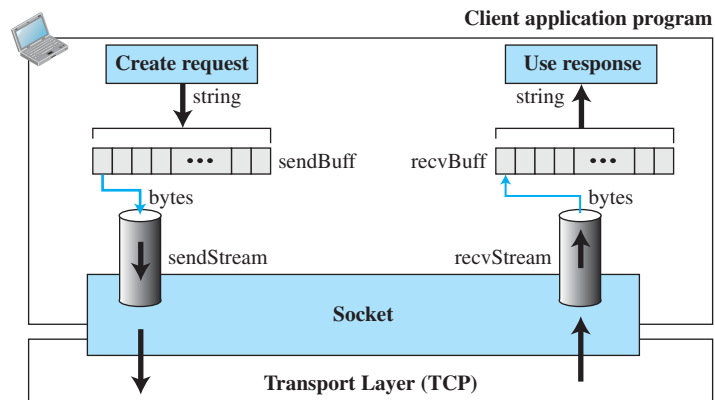 Client application program
Create request
Use response
string
string
sendBuff
recvBuff
bytes
bytes
sendStream
recvStream
Socket
Transport Layer (TCP)